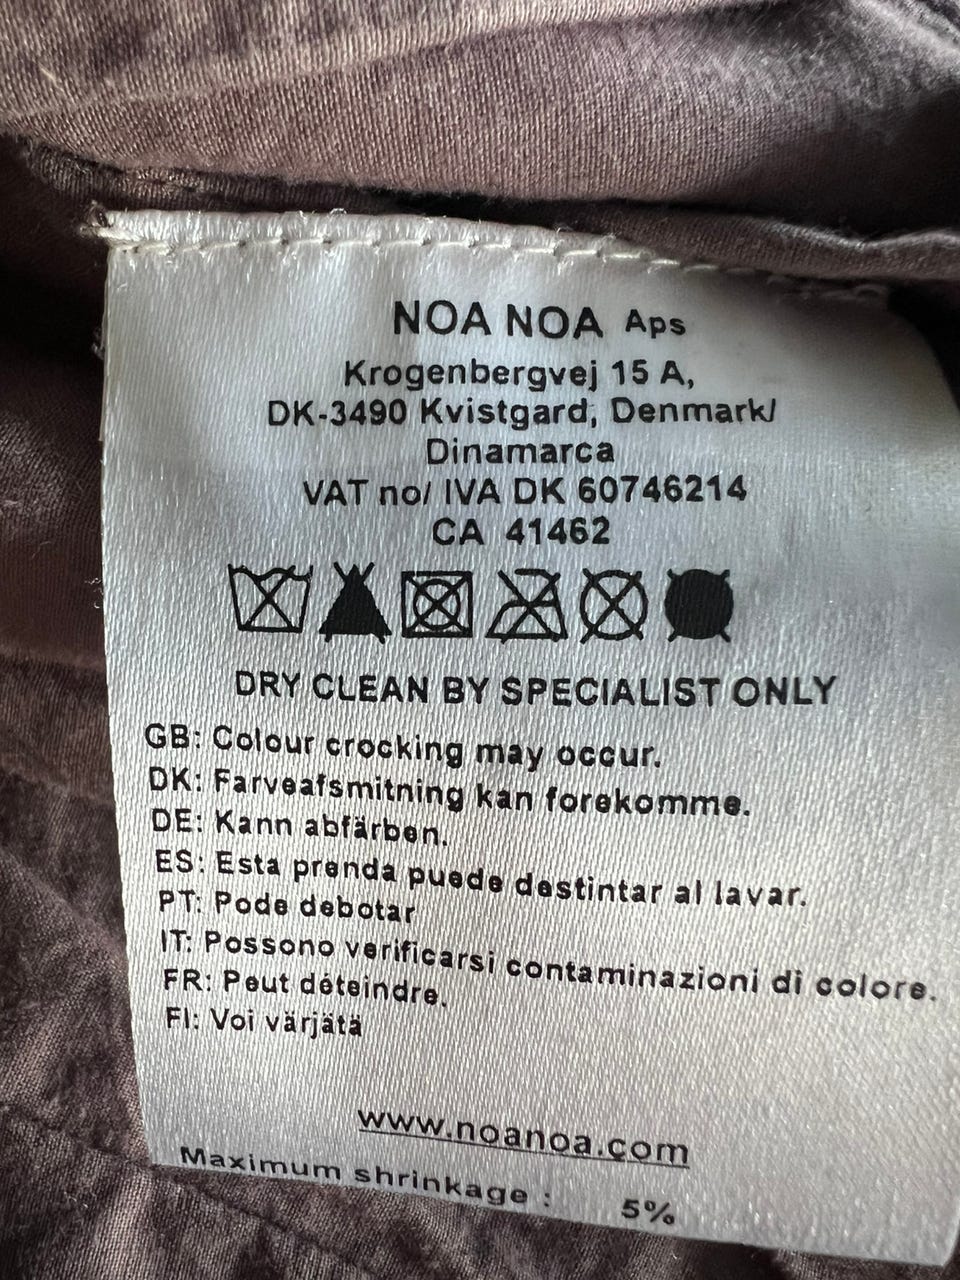 NOA NOA Aps
Krogenbergvej 15 A,
DK-3490 Kvistgard, Denmark/
Dinamarca
VAT no/ IVA DK 60746214
CA 41462
DRY CLEAN BY SPECIALIST ONLY
GB: Colour crocking may occur.
DK: Farveafsmitning kan forekomme.
DE: Kann abfärben.
ES: Esta prenda puede destintar al lavar.
PT: Pode debotar
IT: Possono verificarsi contaminazioni di colore.
FR: Peut déteindre.
FI: Voi värjätä
www.noanoa.com
Maximum shrinkage : 5%